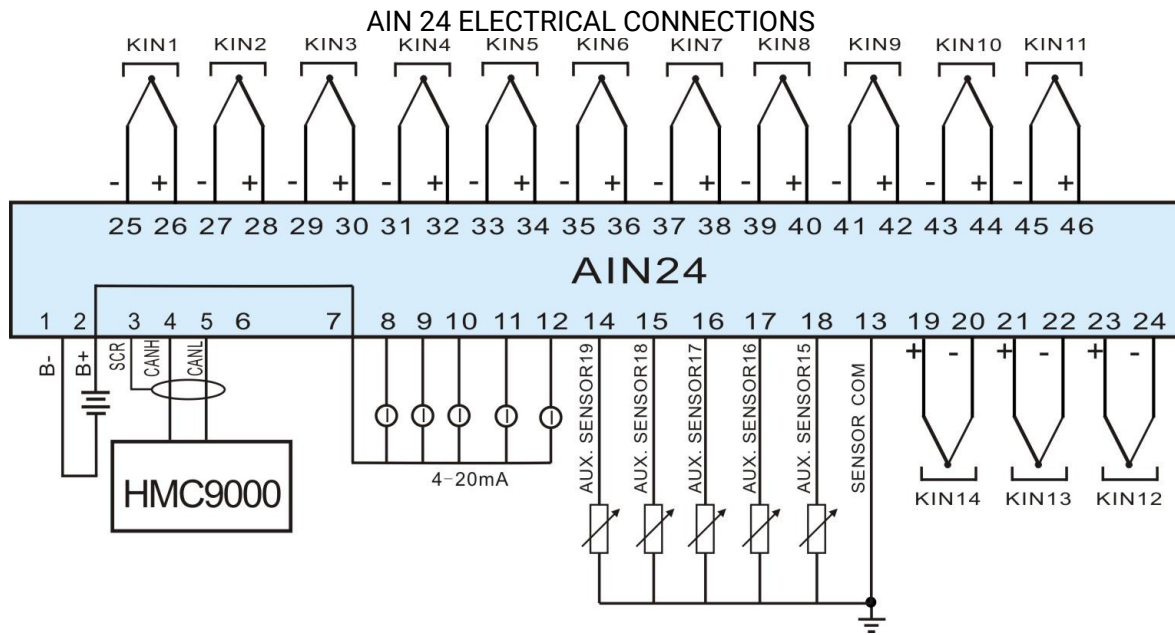 AIN 24 ELECTRICAL CONNECTIONS
KIN1 KIN2 KIN3 KIN4 KIN5 KIN6 KIN7 KIN8 KIN9 KIN10 KIN11
- + - + - + - + - + - + - + - + - + - + - +
25 26 27 28 29 30 31 32 33 34 35 36 37 38 39 40 41 42 43 44 45 46
AIN24
1 2 3 4 5 6 7 8 9 10 11 12 14 15 16 17 18 13 19 20 21 22 23 24
B-
B+
SCR
CANH
CANL
AUX. SENSOR19
AUX. SENSOR18
AUX. SENSOR17
AUX. SENSOR16
AUX. SENSOR15
SENSOR COM
+ - + - + -
HMC9000
4-20mA
KIN14 KIN13 KIN12